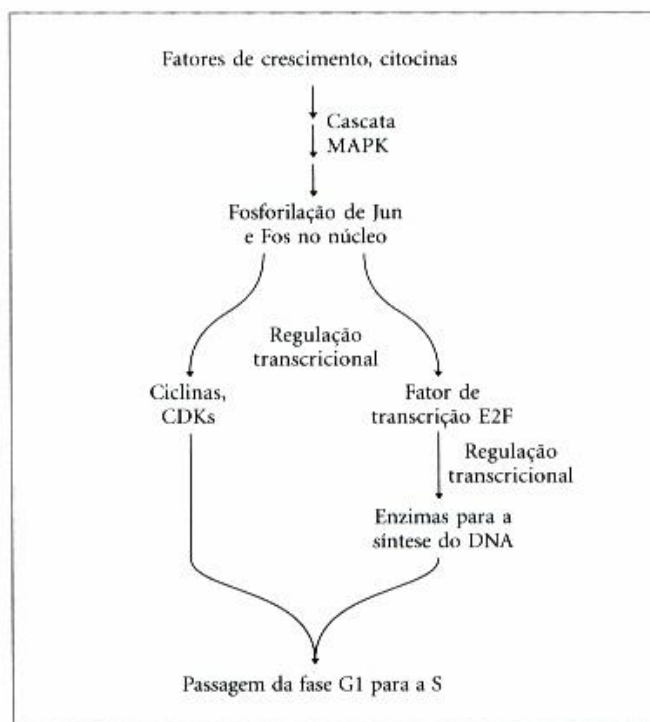 Fatores de crescimento, citocinas
Cascata
MAPK
Fosforilação de Jun
e Fos no núcleo
Regulação
transcricional
Ciclinas,
CDKs
Fator de
transcrição E2F
Regulação
transcricional
Enzimas para a
síntese do DNA
Passagem da fase G1 para a S